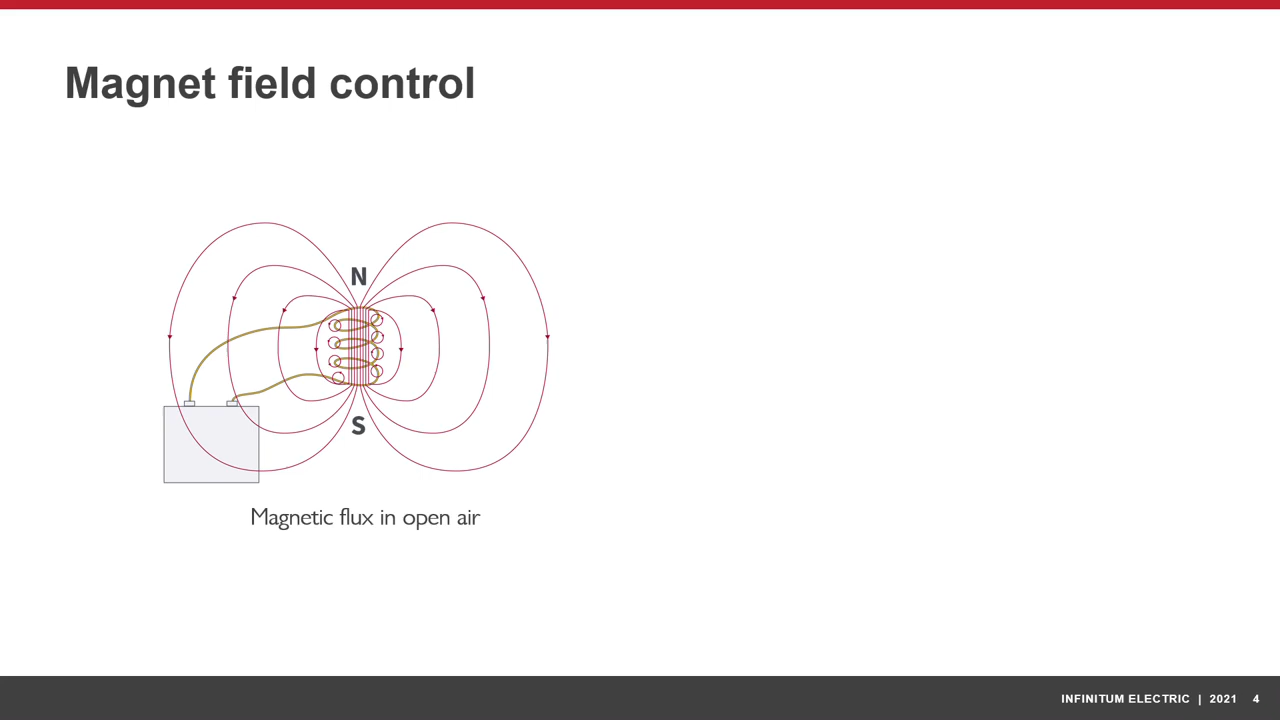 Magnet field control
N
S
Magnetic flux in open air
INFINITUM ELECTRIC | 2021 4